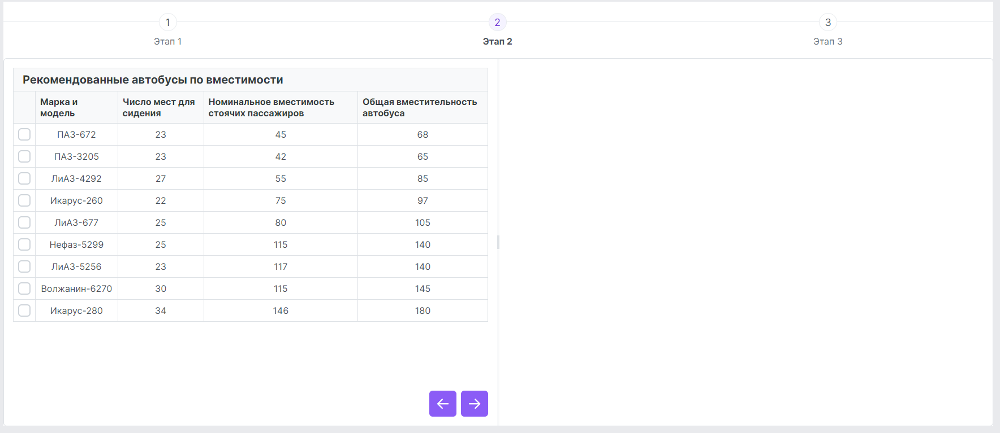 1
2
3
Этап 1
Этап 2
Этап 3
Рекомендованные автобусы по вместимости
Марка и модель
Число мест для сидения
Номинальное вместимость стоячих пассажиров
Общая вместительность автобуса
ПАЗ-672 23 45 68
ПАЗ-3205 23 42 65
ЛиАЗ-4292 27 55 85
Икарус-260 22 75 97
ЛиАЗ-677 25 80 105
Нефаз-5299 25 115 140
ЛиАЗ-5256 23 117 140
Волжанин-6270 30 115 145
Икарус-280 34 146 180